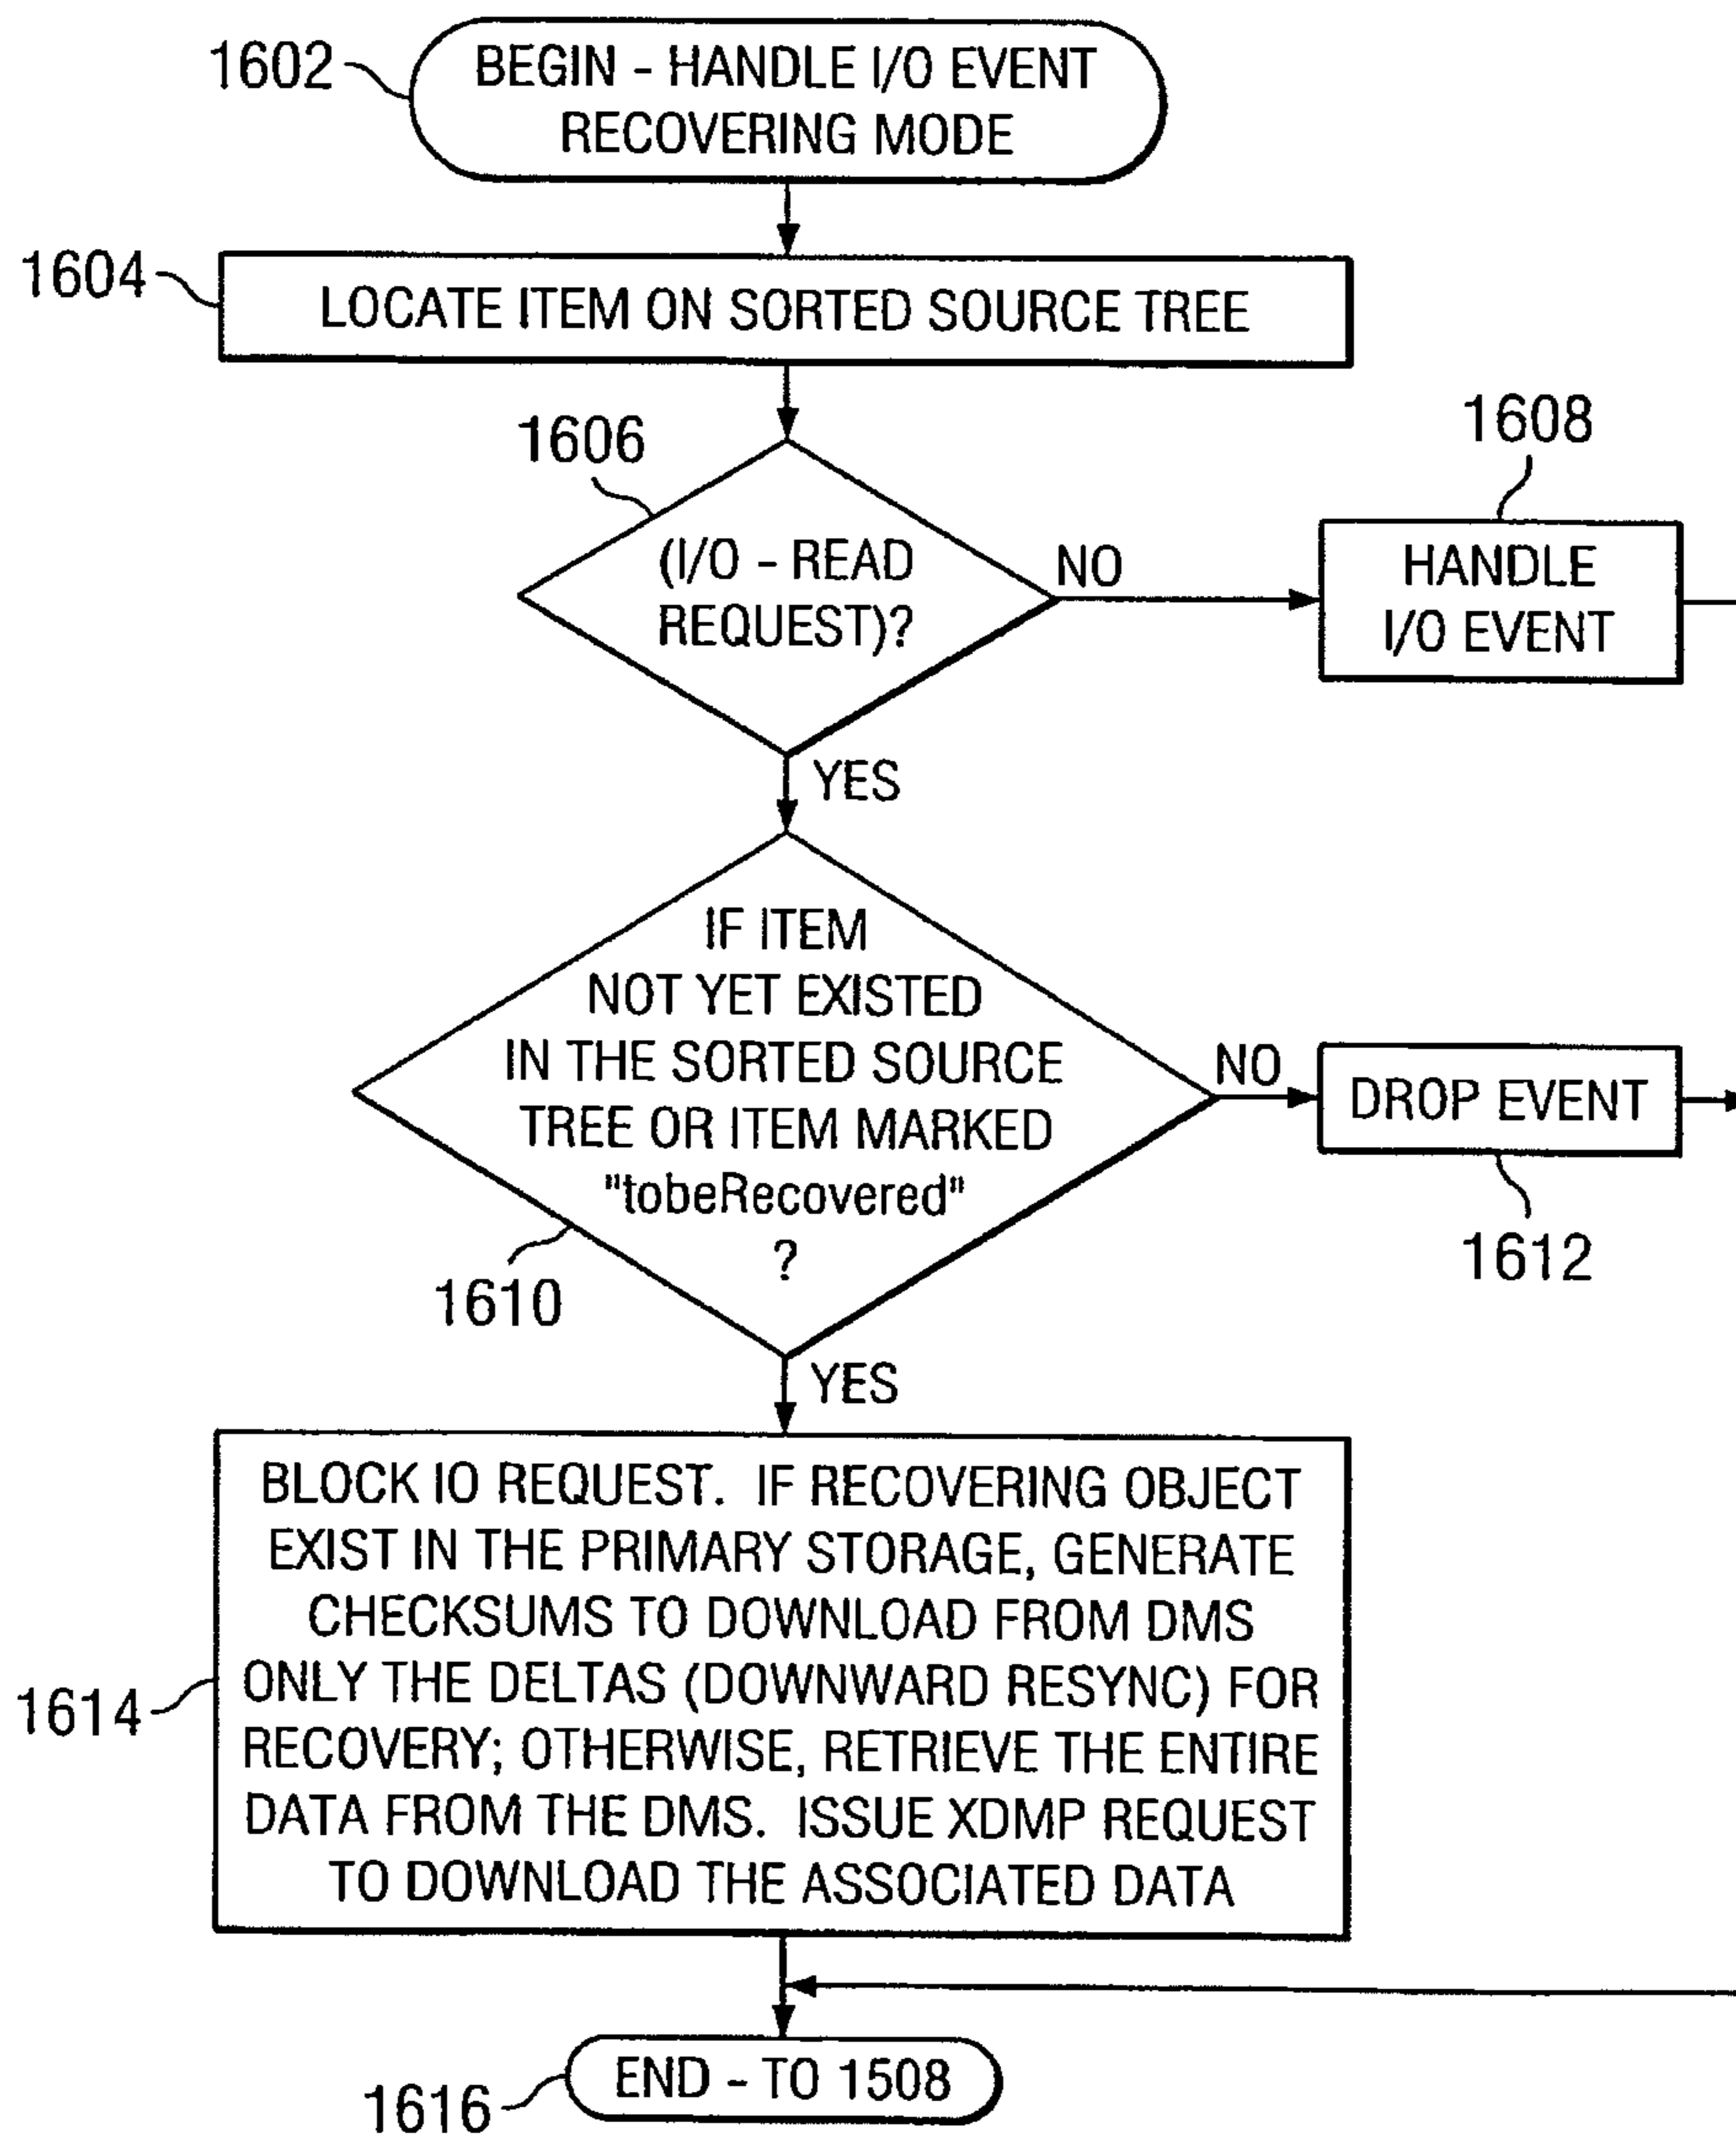 1602
BEGIN - HANDLE I/O EVENT
RECOVERING MODE
1604
LOCATE ITEM ON SORTED SOURCE TREE
1606
(I/O - READ
REQUEST)?
NO
1608
HANDLE
I/O EVENT
YES
IF ITEM
NOT YET EXISTED
IN THE SORTED SOURCE
TREE OR ITEM MARKED
"tobeRecovered"
?
1610
NO
DROP EVENT
1612
YES
1614
BLOCK IO REQUEST. IF RECOVERING OBJECT
EXIST IN THE PRIMARY STORAGE, GENERATE
CHECKSUMS TO DOWNLOAD FROM DMS
ONLY THE DELTAS (DOWNWARD RESYNC) FOR
RECOVERY; OTHERWISE, RETRIEVE THE ENTIRE
DATA FROM THE DMS. ISSUE XDMP REQUEST
TO DOWNLOAD THE ASSOCIATED DATA
END - TO 1508
1616